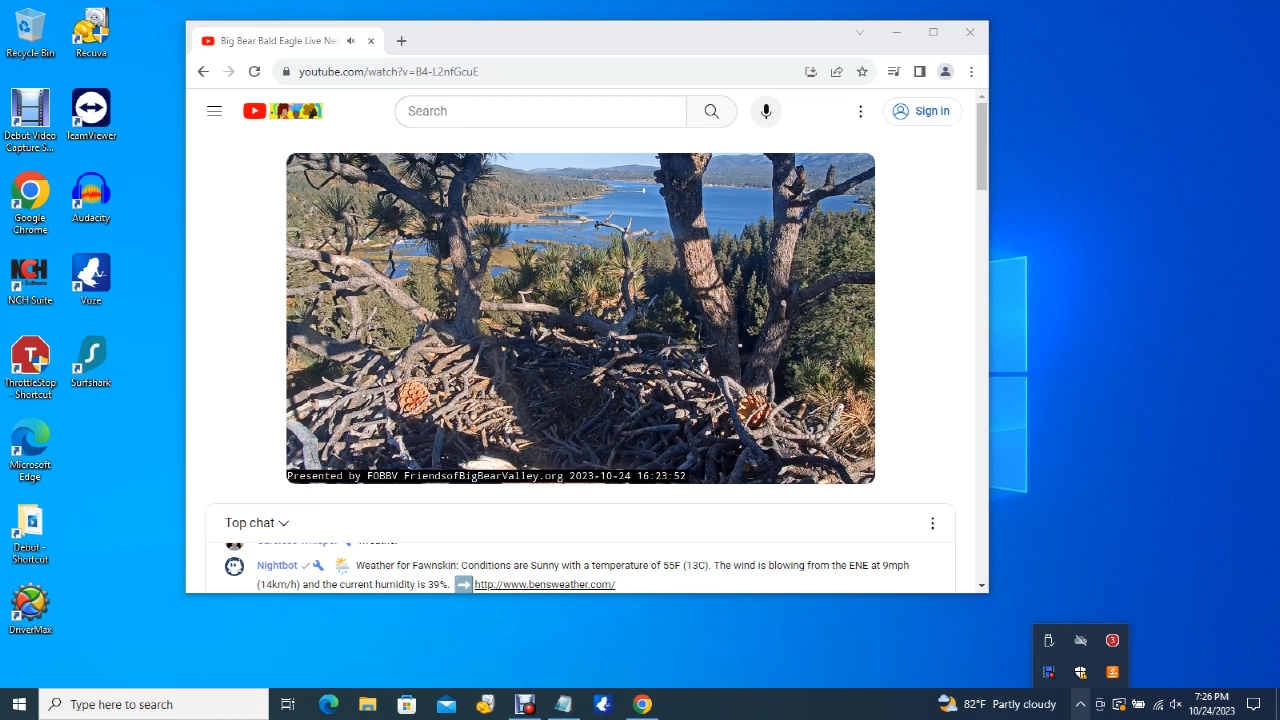 Recycle Bin
Recuva
Debut Video
Capture S...
TeamViewer
Google
Chrome
Audacity
NCH
Software
NCH Suite
Vuze
ThrottleStop
- Shortcut
Surfshark
Microsoft
Edge
Debut -
Shortcut
DriverMax
Big Bear Bald Eagle Live Nes
youtube.com/watch?v=B4-L2nfGcuE
Search
Sign in
Presented by FOBBV FriendsofBigBearValley.org 2023-10-24 16:23:52
Top chat
Nightbot Weather for Fawnskin: Conditions are Sunny with a temperature of 55F (13C). The wind is blowing from the ENE at 9mph
(14km/h) and the current humidity is 39%. http://www.bensweather.com/
3
Type here to search
82°F Partly cloudy
7:26 PM
10/24/2023